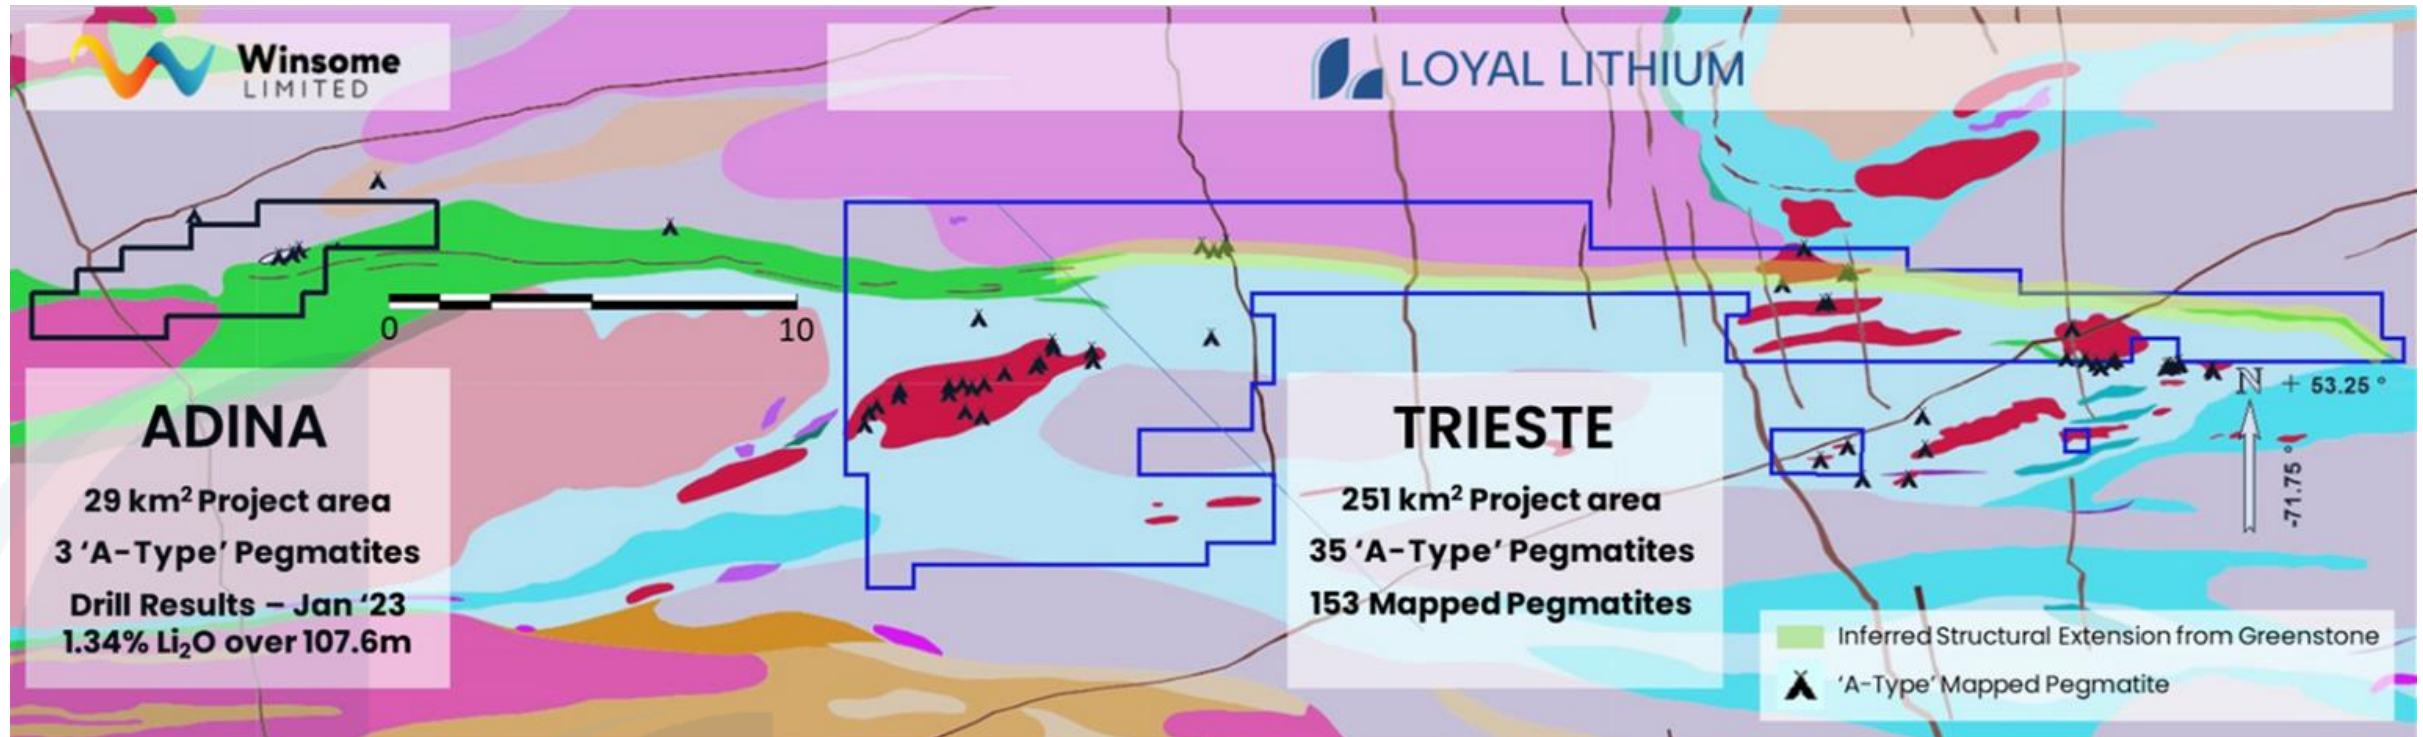 Winsome
LIMITED
LOYAL LITHIUM
0
10
ADINA
29 km² Project area
3 ‘A-Type’ Pegmatites
Drill Results – Jan ‘23
1.34% Li₂O over 107.6m
TRIESTE
251 km² Project area
35 ‘A-Type’ Pegmatites
153 Mapped Pegmatites
N
53.25 °
-71.75 °
Inferred Structural Extension from Greenstone
‘A-Type’ Mapped Pegmatite